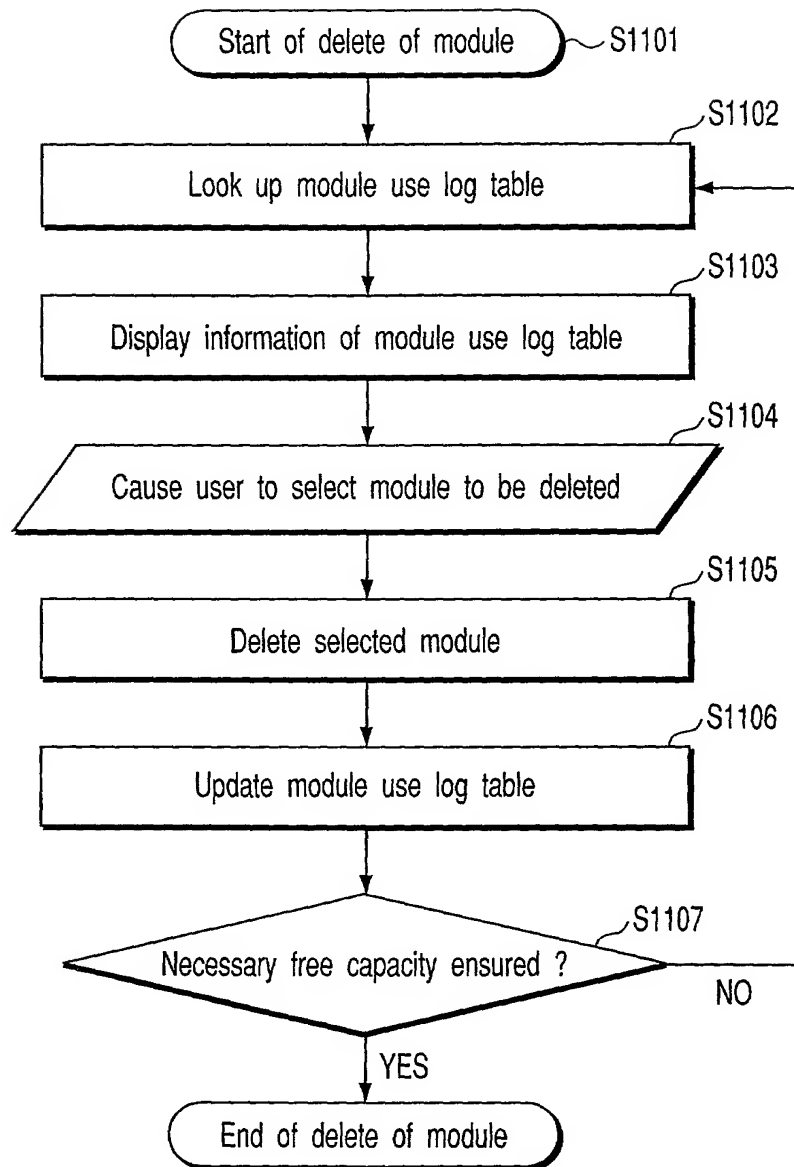 Start of delete of module
S1101
S1102
Look up module use log table
S1103
Display information of module use log table
S1104
Cause user to select module to be deleted
S1105
Delete selected module
S1106
Update module use log table
S1107
Necessary free capacity ensured ?
NO
YES
End of delete of module